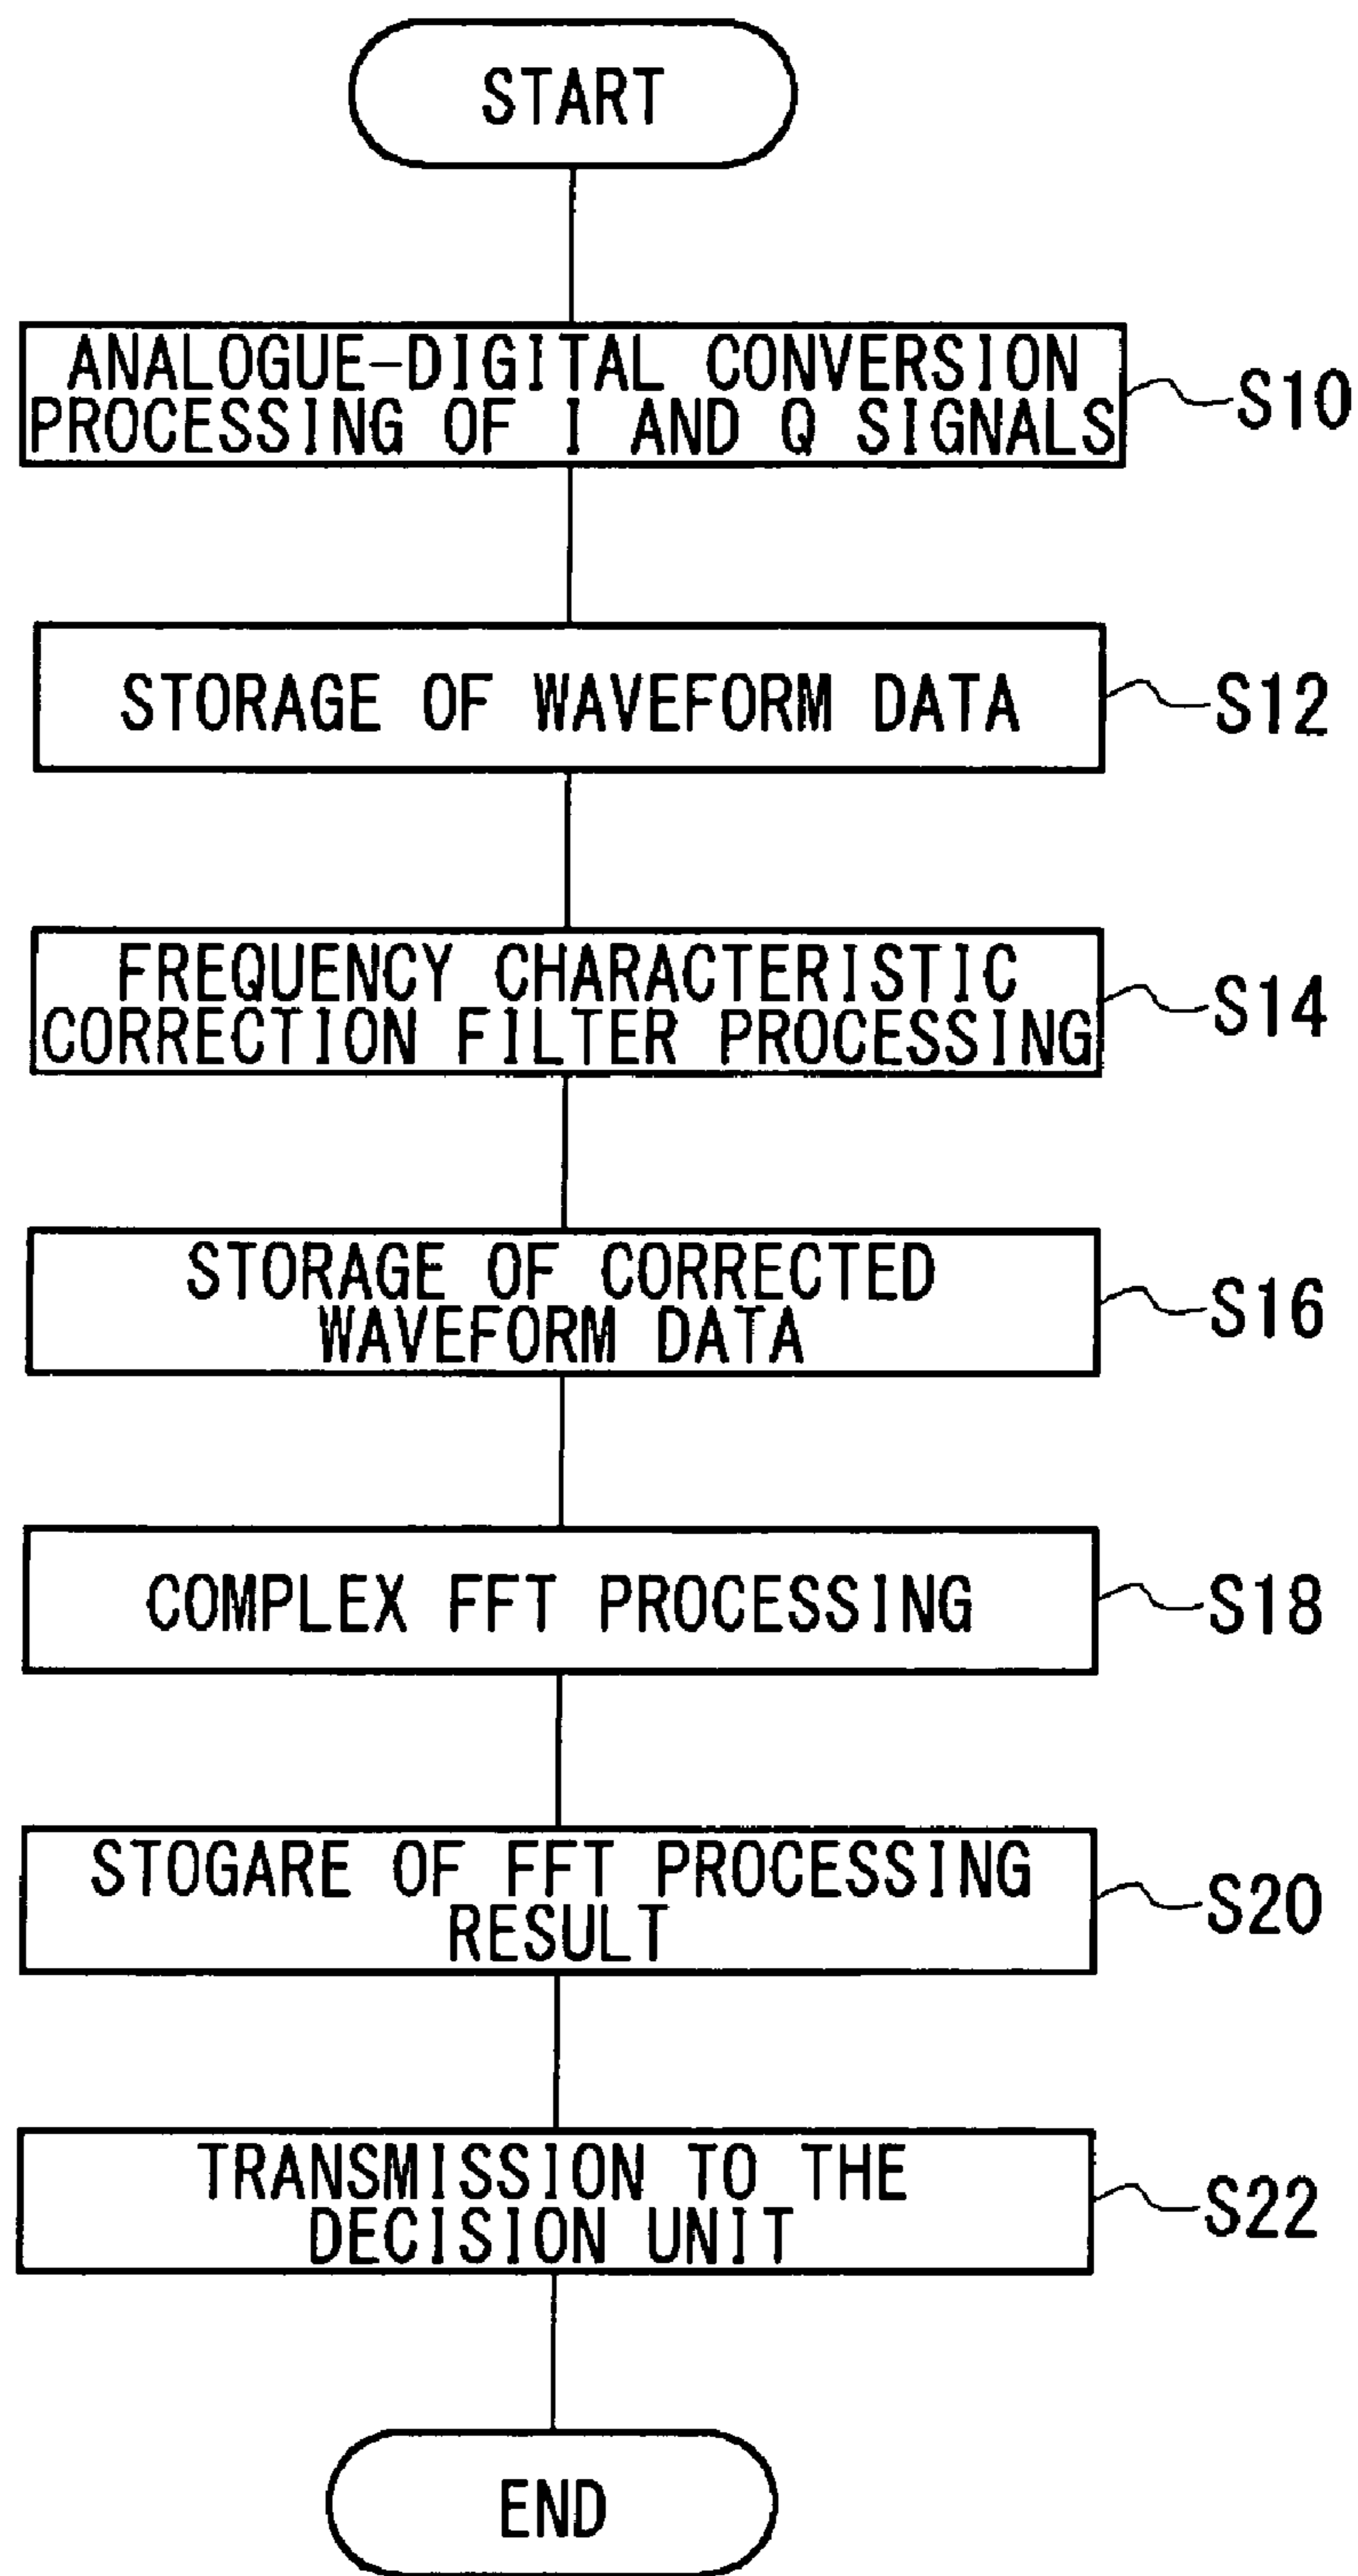 START
ANALOGUE-DIGITAL CONVERSION
PROCESSING OF I AND Q SIGNALS
S10
STORAGE OF WAVEFORM DATA
S12
FREQUENCY CHARACTERISTIC
CORRECTION FILTER PROCESSING
S14
STORAGE OF CORRECTED
WAVEFORM DATA
S16
COMPLEX FFT PROCESSING
S18
STOGARE OF FFT PROCESSING
RESULT
S20
TRANSMISSION TO THE
DECISION UNIT
S22
END